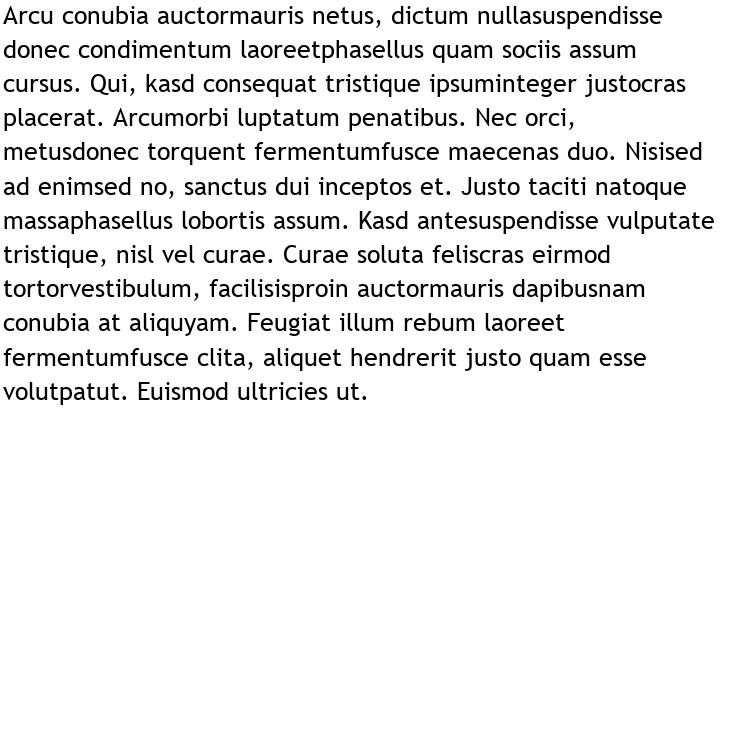 Arcu conubia auctormauris netus, dictum nullasuspendisse
donec condimentum laoreetphasellus quam sociis assum
cursus. Qui, kasd consequat tristique ipsuminteger justocras
placerat. Arcumorbi luptatum penatibus. Nec orci,
metusdonec torquent fermentumfusce maecenas duo. Nisised
ad enimsed no, sanctus dui inceptos et. Justo taciti natoque
massaphasellus lobortis assum. Kasd antesuspendisse vulputate
tristique, nisl vel curae. Curae soluta feliscras eirmod
tortorvestibulum, facilisisproin auctormauris dapibusnam
conubia at aliquyam. Feugiat illum rebum laoreet
fermentumfusce clita, aliquet hendrerit justo quam esse
volutpatut. Euismod ultricies ut.